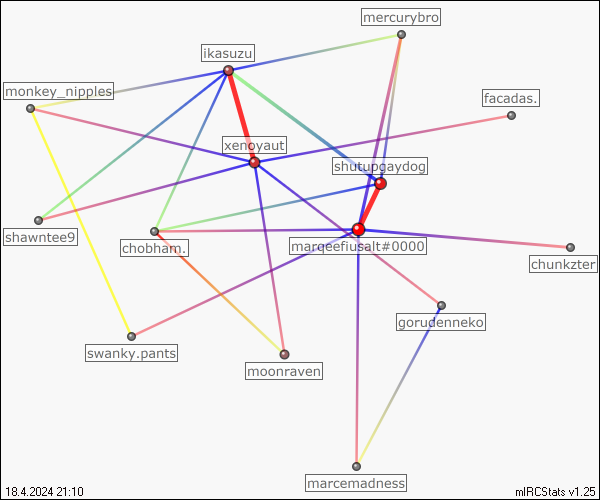 mercurybro
ikasuzu
monkey_nipples
facadas.
xenoyaut
shutupgaydog
shawntee9
chobham.
marqeefiusalt#0000
chunkzter
gorudenneko
swanky.pants
moonraven
marcemadness
18.4.2024 21:10
mIRCStats v1.25